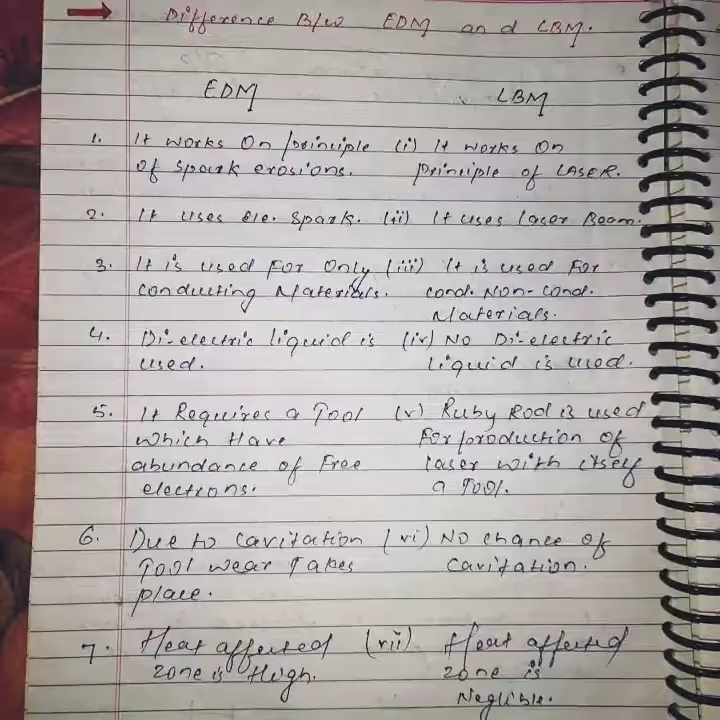 Difference B/w EDM and LBM.
EDM LBM
1. It works On principle (i) It works On
of spark erosions. principle of LASER.
2. It uses ele. spark. (ii) It uses laser Beam.
3. It is used For Only (iii) It is used For
conducting Materials. cond. Non-cond.
Materials.
4. Di-electric liquid is (iv) No Di-electric
used. liquid is used.
5. It Requires a Tool (v) Ruby Rod is used
which Have For production of
abundance of Free laser with itself
electrons. a Tool.
6. Due to cavitation (vi) No chance of
Tool wear Takes cavitation.
place.
7. Heat affected (vii) Heat affected
zone is High. zone is
Neglible.